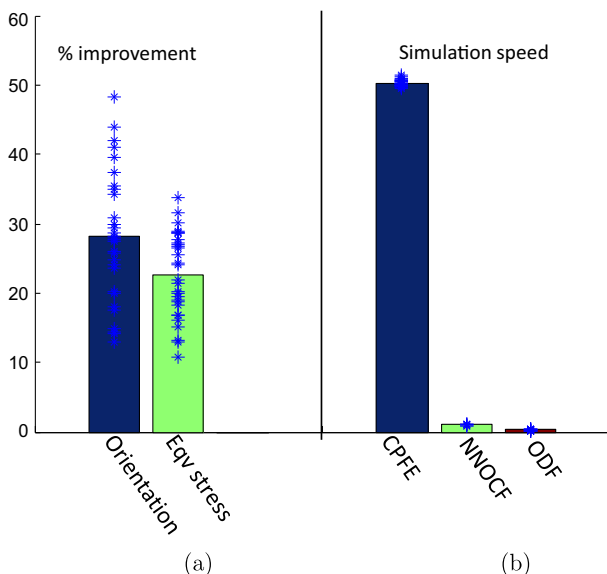 60
50
40
30
20
10
0
% improvement
Orientation
Eqv stress
(a)
Simulation speed
CPFE
NNOCF
ODF
(b)